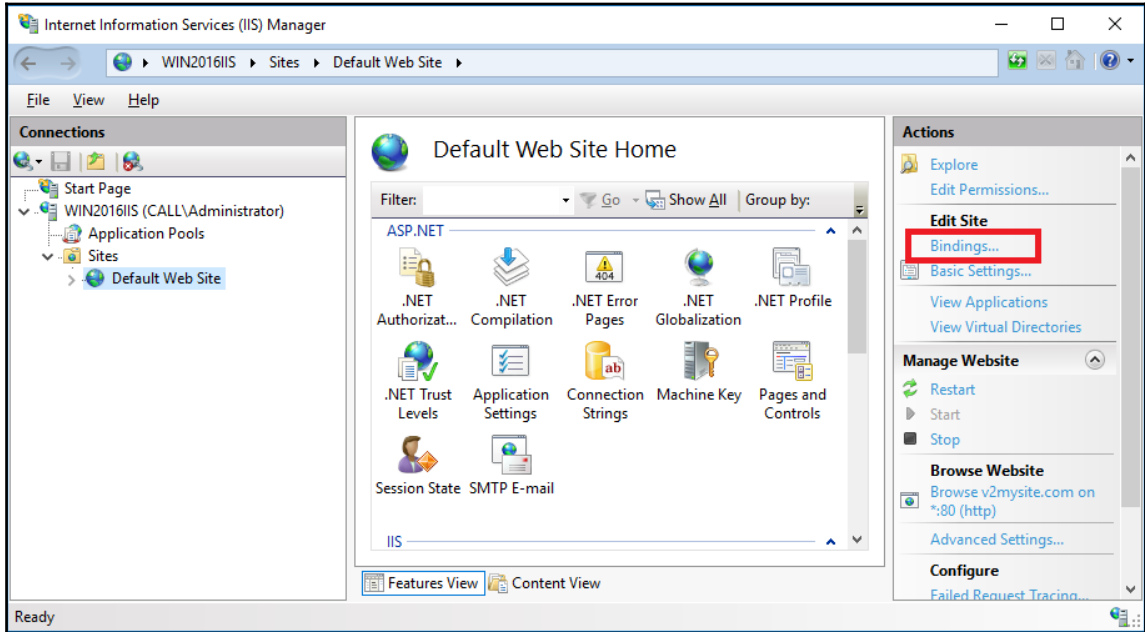 Internet Information Services (IIS) Manager
WIN2016IIS Sites Default Web Site
File View Help
Connections
Start Page
WIN2016IIS (CALL\Administrator)
Application Pools
Sites
Default Web Site
Default Web Site Home
Filter: Go Show All Group by:
ASP.NET
.NET Authorizat...
.NET Compilation
404
.NET Error Pages
.NET Globalization
.NET Profile
.NET Trust Levels
Application Settings
ab
Connection Strings
Machine Key
Pages and Controls
Session State
SMTP E-mail
IIS
Features View Content View
Actions
Explore
Edit Permissions...
Edit Site
Bindings...
Basic Settings...
View Applications
View Virtual Directories
Manage Website
Restart
Start
Stop
Browse Website
Browse v2mysite.com on
*:80 (http)
Advanced Settings...
Configure
Failed Request Tracing...
Ready